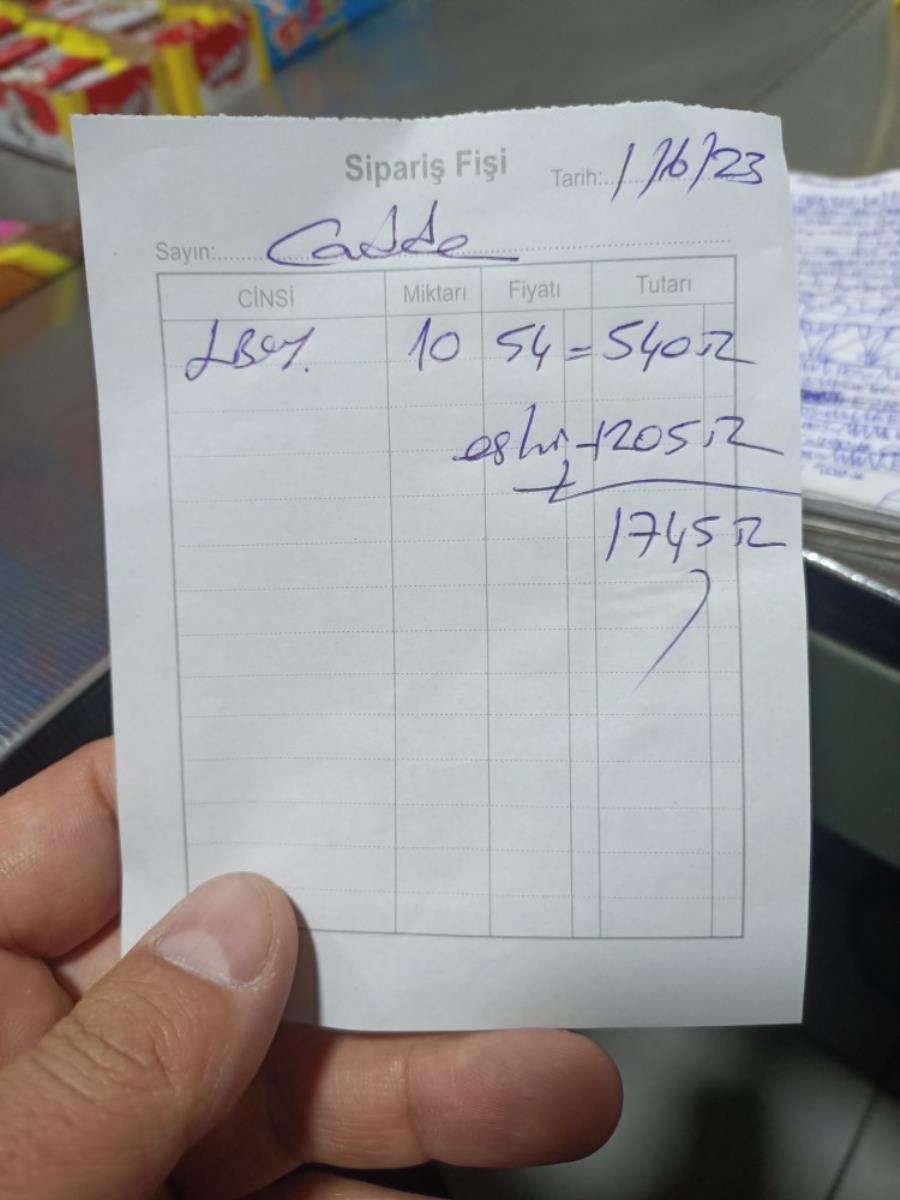 Sipariş Fişi
Tarih: 1/6/23
Sayın: Cadde
CİNSİ Miktarı Fiyatı Tutarı
10 54 = 540 TL
eski + 1205 TL
1745 TL